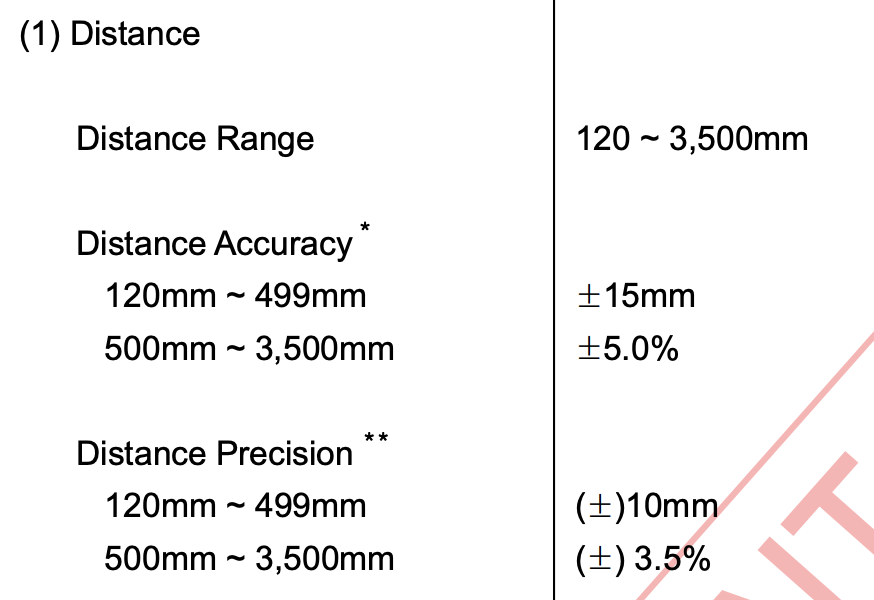 (1) Distance
Distance Range 120 ~ 3,500mm
Distance Accuracy *
120mm ~ 499mm ±15mm
500mm ~ 3,500mm ±5.0%
Distance Precision **
120mm ~ 499mm (±)10mm
500mm ~ 3,500mm (±) 3.5%